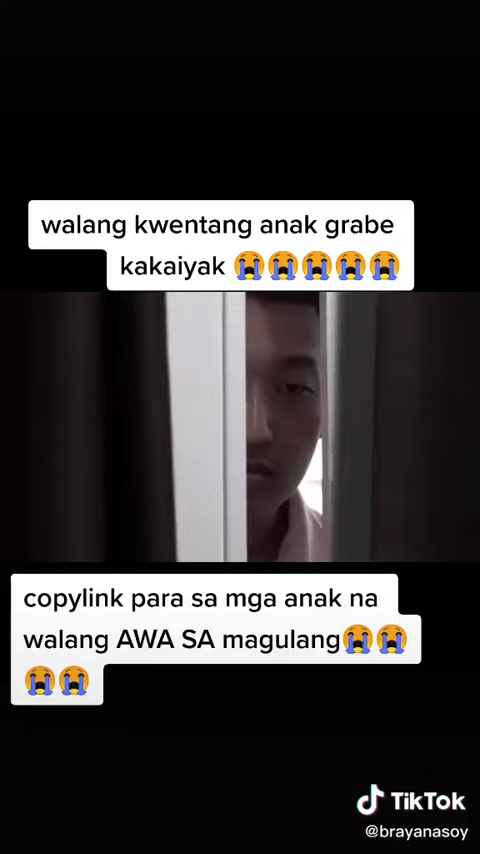 walang kwentang anak grabe
kakaiyak 😭😭😭😭😭
copylink para sa mga anak na
walang AWA SA magulang😭😭
😭😭
TikTok
@brayanasoy